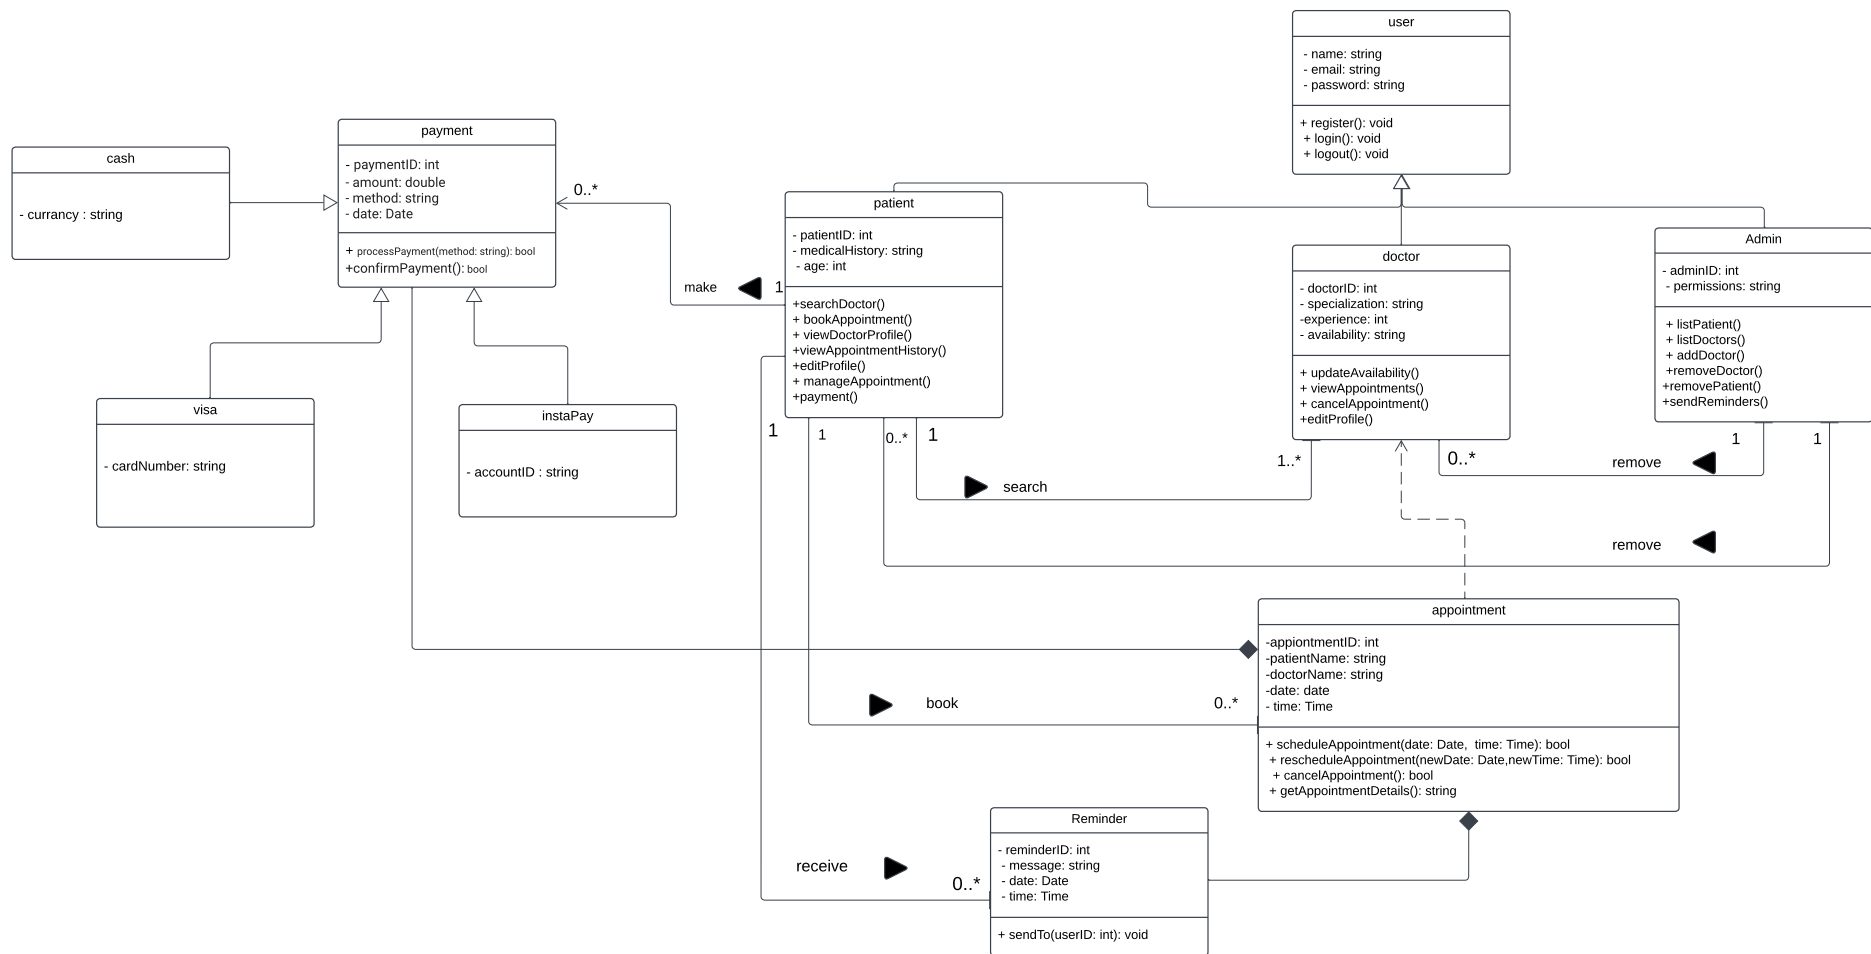 user
- name: string
- email: string
- password: string
+ register(): void
+ login(): void
+ logout(): void
payment
- paymentID: int
- amount: double
- method: string
- date: Date
+ processPayment(method: string): bool
+confirmPayment(): bool
cash
- currancy : string
0..*
make
1
patient
- patientID: int
- medicalHistory: string
- age: int
+searchDoctor()
+ bookAppointment()
+ viewDoctorProfile()
+viewAppointmentHistory()
+editProfile()
+ manageAppointment()
+payment()
doctor
- doctorID: int
- specialization: string
-experience: int
- availability: string
+ updateAvailability()
+ viewAppointments()
+ cancelAppointment()
+editProfile()
Admin
- adminID: int
- permissions: string
+ listPatient()
+ listDoctors()
+ addDoctor()
+removeDoctor()
+removePatient()
+sendReminders()
visa
- cardNumber: string
instaPay
- accountID : string
1
1
0..*
1
1..*
0..*
1
1
search
remove
remove
appointment
-appiontmentID: int
-patientName: string
-doctorName: string
-date: date
- time: Time
+ scheduleAppointment(date: Date,  time: Time): bool
+ rescheduleAppointment(newDate: Date,newTime: Time): bool
+ cancelAppointment(): bool
+ getAppointmentDetails(): string
book
0..*
receive
0..*
Reminder
- reminderID: int
- message: string
- date: Date
- time: Time
+ sendTo(userID: int): void